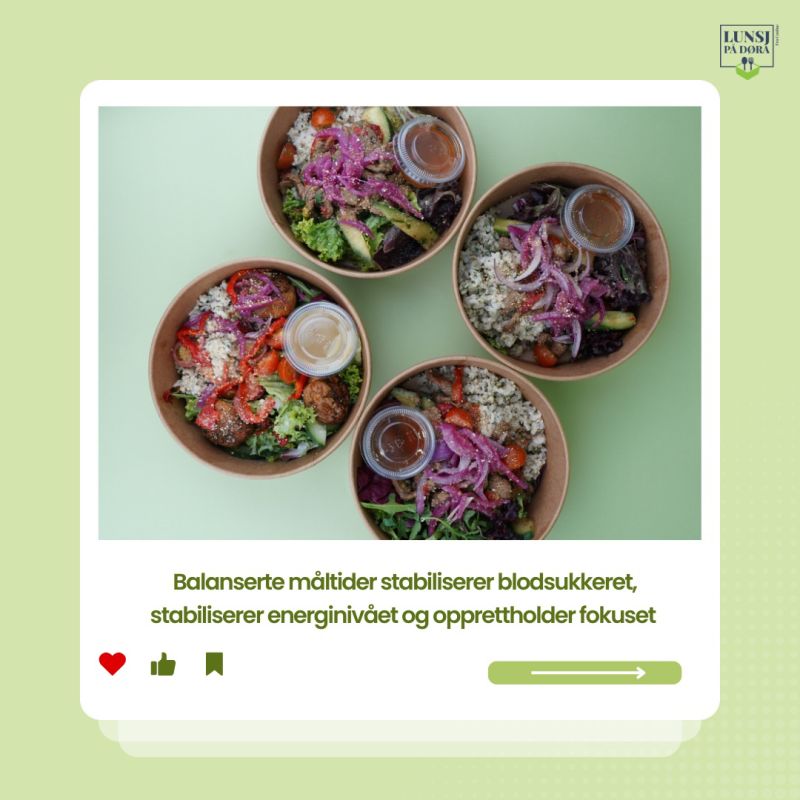 LUNSJ
PÅ DØRA
Balanserte måltider stabiliserer blodsukkeret,
stabiliserer energinivået og opprettholder fokuset